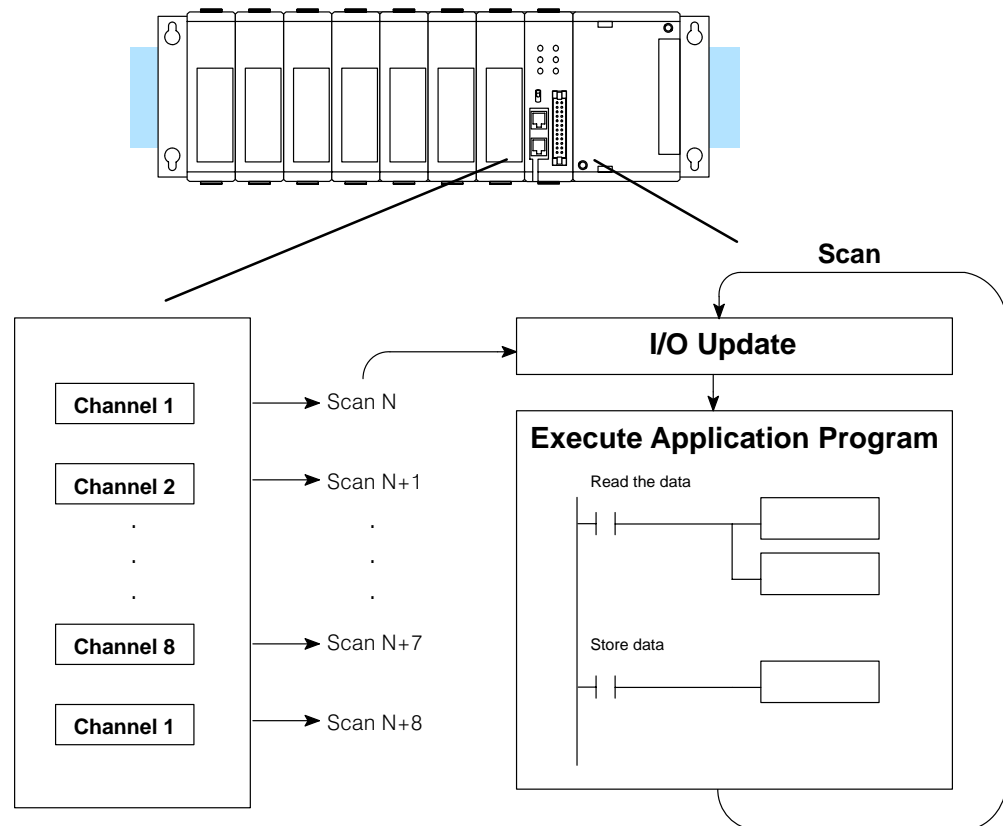 Scan
I/O Update
Channel 1
Scan N
Execute Application Program
Read the data
Channel 2
Scan N+1
.
.
.
.
.
.
Channel 8
Scan N+7
Store data
Channel 1
Scan N+8